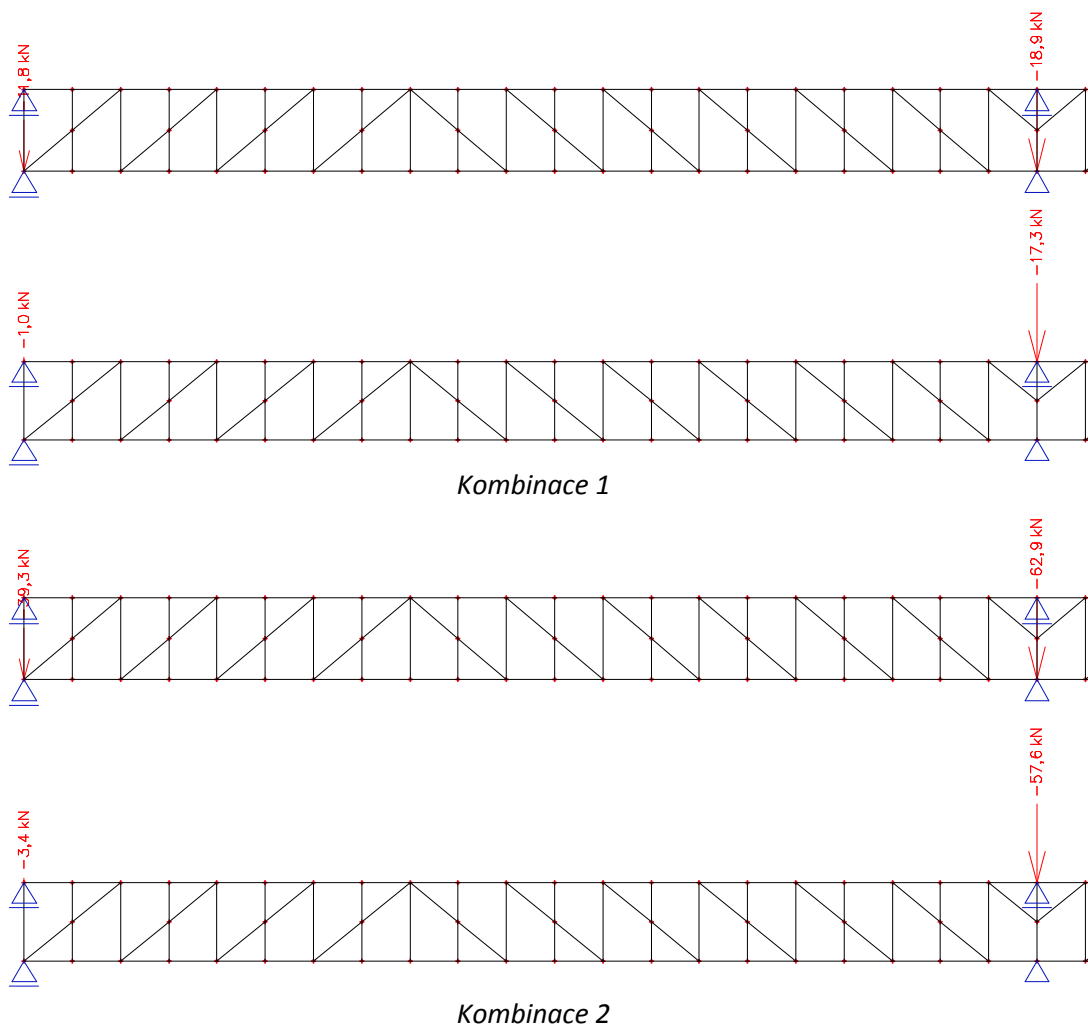 11,8 kN
-18,9 kN
-1,0 kN
-17,3 kN
Kombinace 1
39,3 kN
-62,9 kN
-3,4 kN
-57,6 kN
Kombinace 2